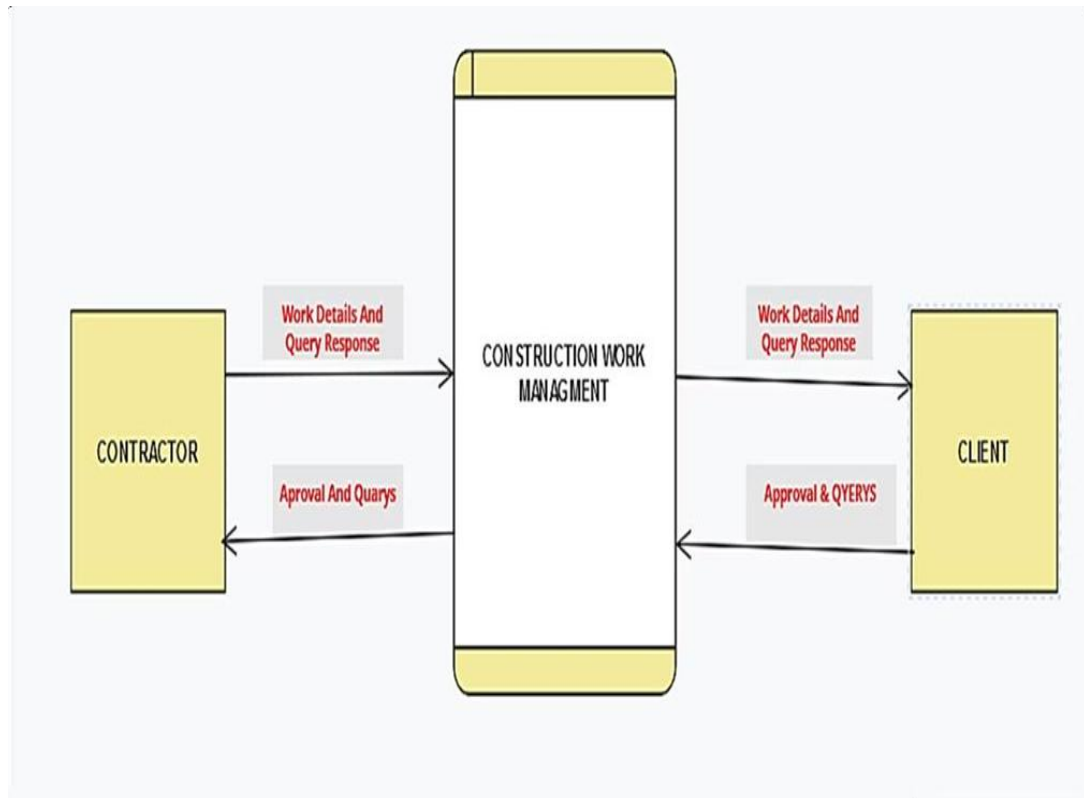 Work Details And
Query Response
Work Details And
Query Response
CONSTRUCTION WORK
MANAGMENT
CONTRACTOR
CLIENT
Aproval And Quarys
Approval & QYERYS